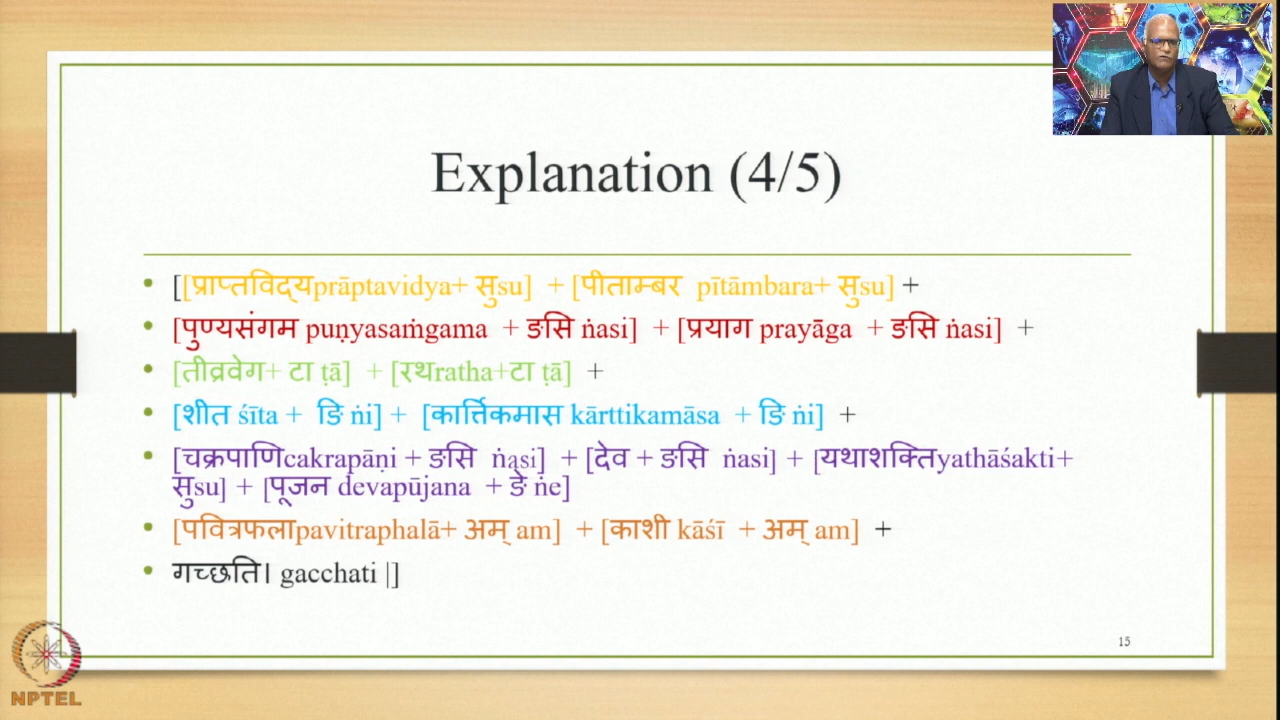 Explanation (4/5)
• [[प्राप्तविद्यprāptavidya+ सुsu] + [पीताम्बर pītāmbara+ सुsu] +
• [पुण्यसंगम puṇyasaṁgama + ङसि ṅasi] + [प्रयाग prayāga + ङसि ṅasi] +
• [तीव्रवेग+ टा ṭā] + [रथratha+टा ṭā] +
• [शीत śīta + ङि ṅi] + [कार्त्तिकमास kārttikamāsa + ङि ṅi] +
• [चक्रपाणिcakrapāṇi + ङसि ṅasi] + [देव + ङसि ṅasi] + [यथाशक्तिyathāśakti+
सुsu] + [पूजन devapūjana + ङे ṅe]
• [पवित्रफलाpavitraphalā+ अम् am] + [काशी kāśī + अम् am] +
• गच्छति। gacchati |]
15
NPTEL